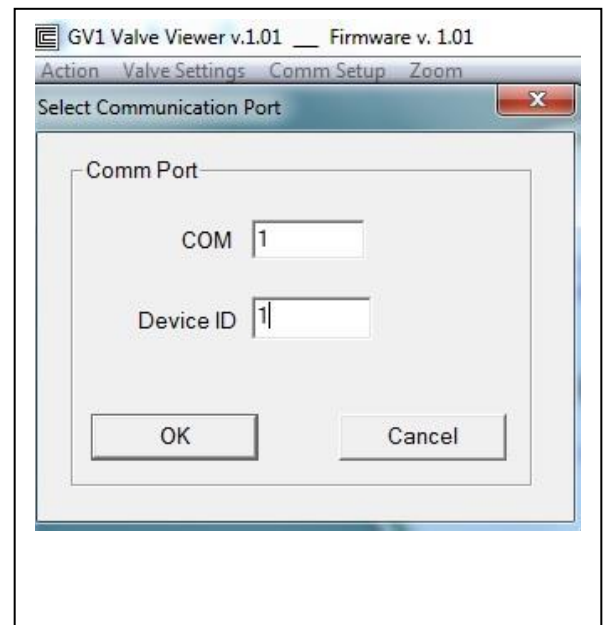 GV1 Valve Viewer v.1.01 __ Firmware v. 1.01
Action Valve Settings Comm Setup Zoom
Select Communication Port
x
Comm Port
COM 1
Device ID 1
OK Cancel